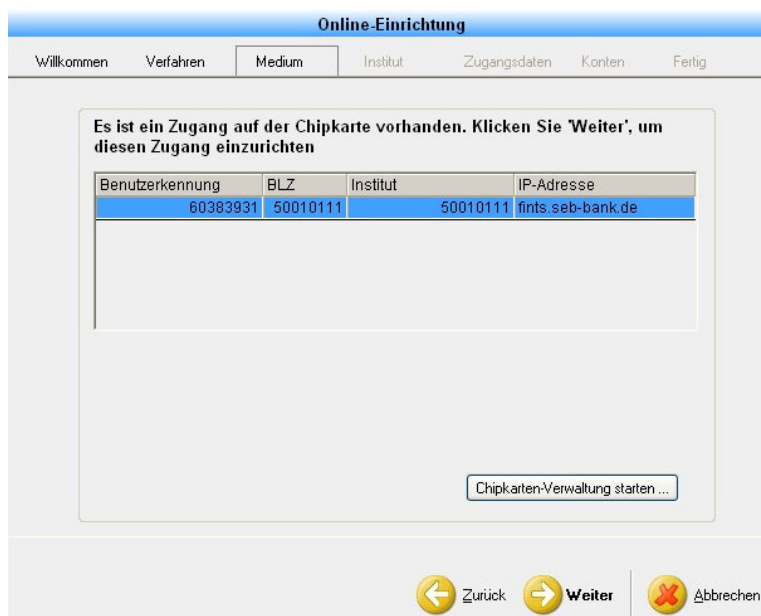 Online-Einrichtung
Willkommen Verfahren Medium Institut Zugangsdaten Konten Fertig
Es ist ein Zugang auf der Chipkarte vorhanden. Klicken Sie 'Weiter', um
diesen Zugang einzurichten
Benutzerkennung BLZ Institut IP-Adresse
60383931 50010111 50010111 fints.seb-bank.de
Chipkarten-Verwaltung starten ...
Zurück Weiter Abbrechen